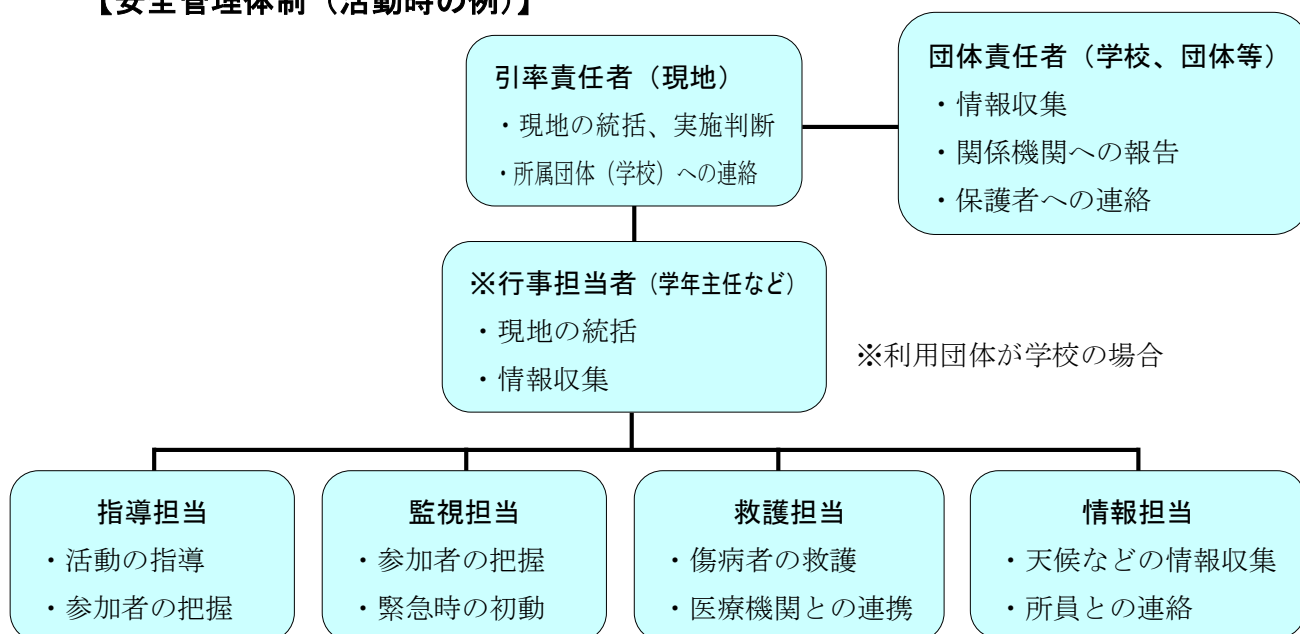 【安全管理体制（活動時の例）】
引率責任者（現地）
・現地の統括、実施判断
・所属団体（学校）への連絡
団体責任者（学校、団体等）
・情報収集
・関係機関への報告
・保護者への連絡
※行事担当者（学年主任など）
・現地の統括
・情報収集
※利用団体が学校の場合
指導担当
・活動の指導
・参加者の把握
監視担当
・参加者の把握
・緊急時の初動
救護担当
・傷病者の救護
・医療機関との連携
情報担当
・天候などの情報収集
・所員との連絡